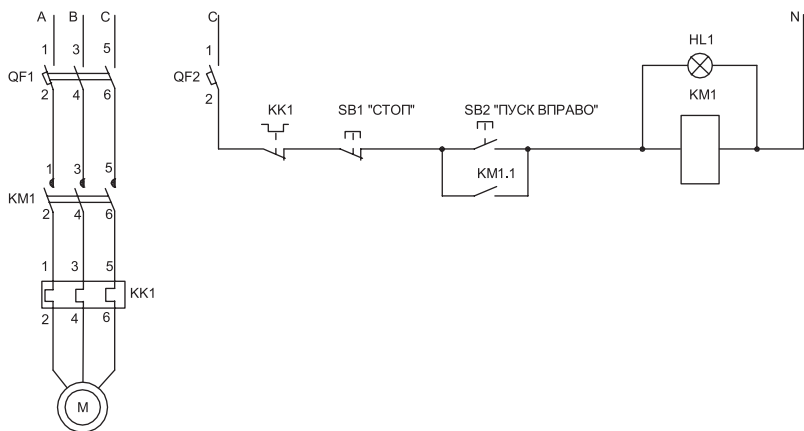 A B C C N
1 3 5 1 HL1
QF1 QF2
2 4 6 2 KK1 SB1 "СТОП" SB2 "ПУСК ВПРАВО" KM1
1 3 5 KM1.1
KM1
2 4 6
1 3 5
KK1
2 4 6
M